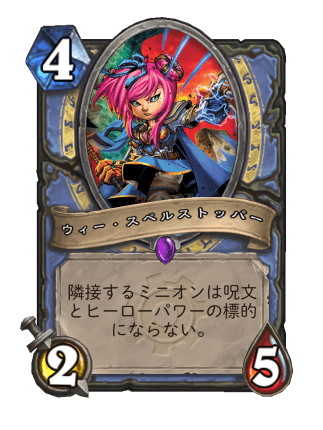 4
ウィー・スペルストッパー
隣接するミニオンは呪文
とヒーローパワーの標的
にならない。
2
5